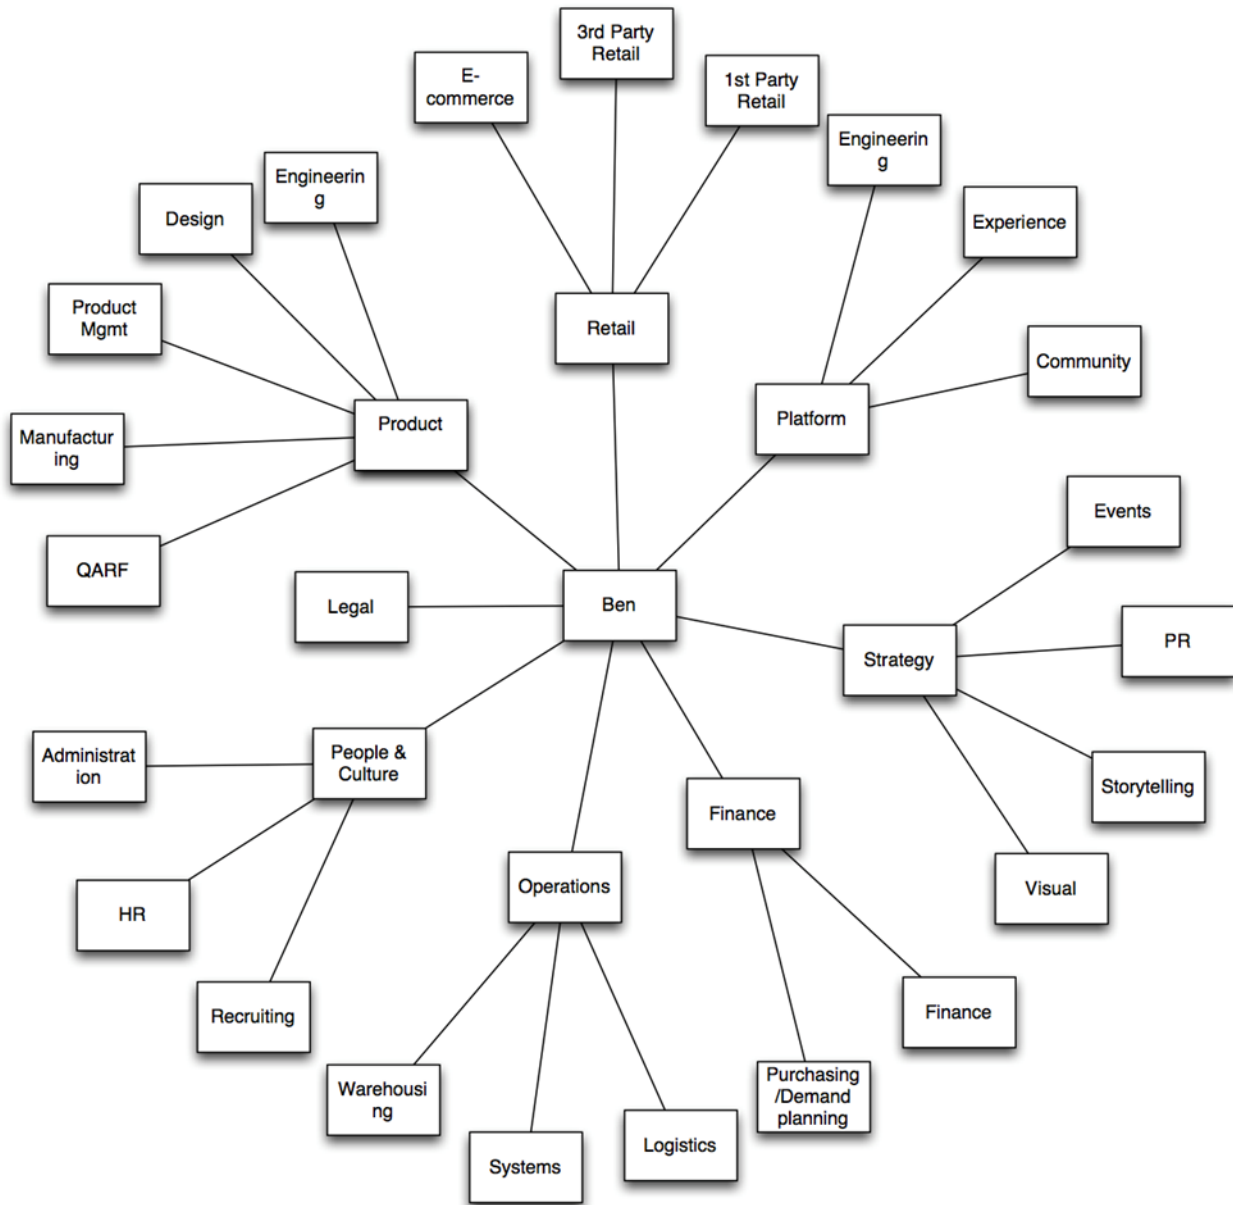 3rd Party
Retail
E-
commerce
1st Party
Retail
Engineerin
g
Engineerin
g
Design
Experience
Product
Mgmt
Retail
Community
Platform
Product
Manufactur
ing
Events
QARF
Legal
Ben
PR
Strategy
Administrat
ion
People &
Culture
Storytelling
Finance
Operations
Visual
HR
Recruiting
Finance
Warehousi
ng
Purchasing
/Demand
planning
Logistics
Systems